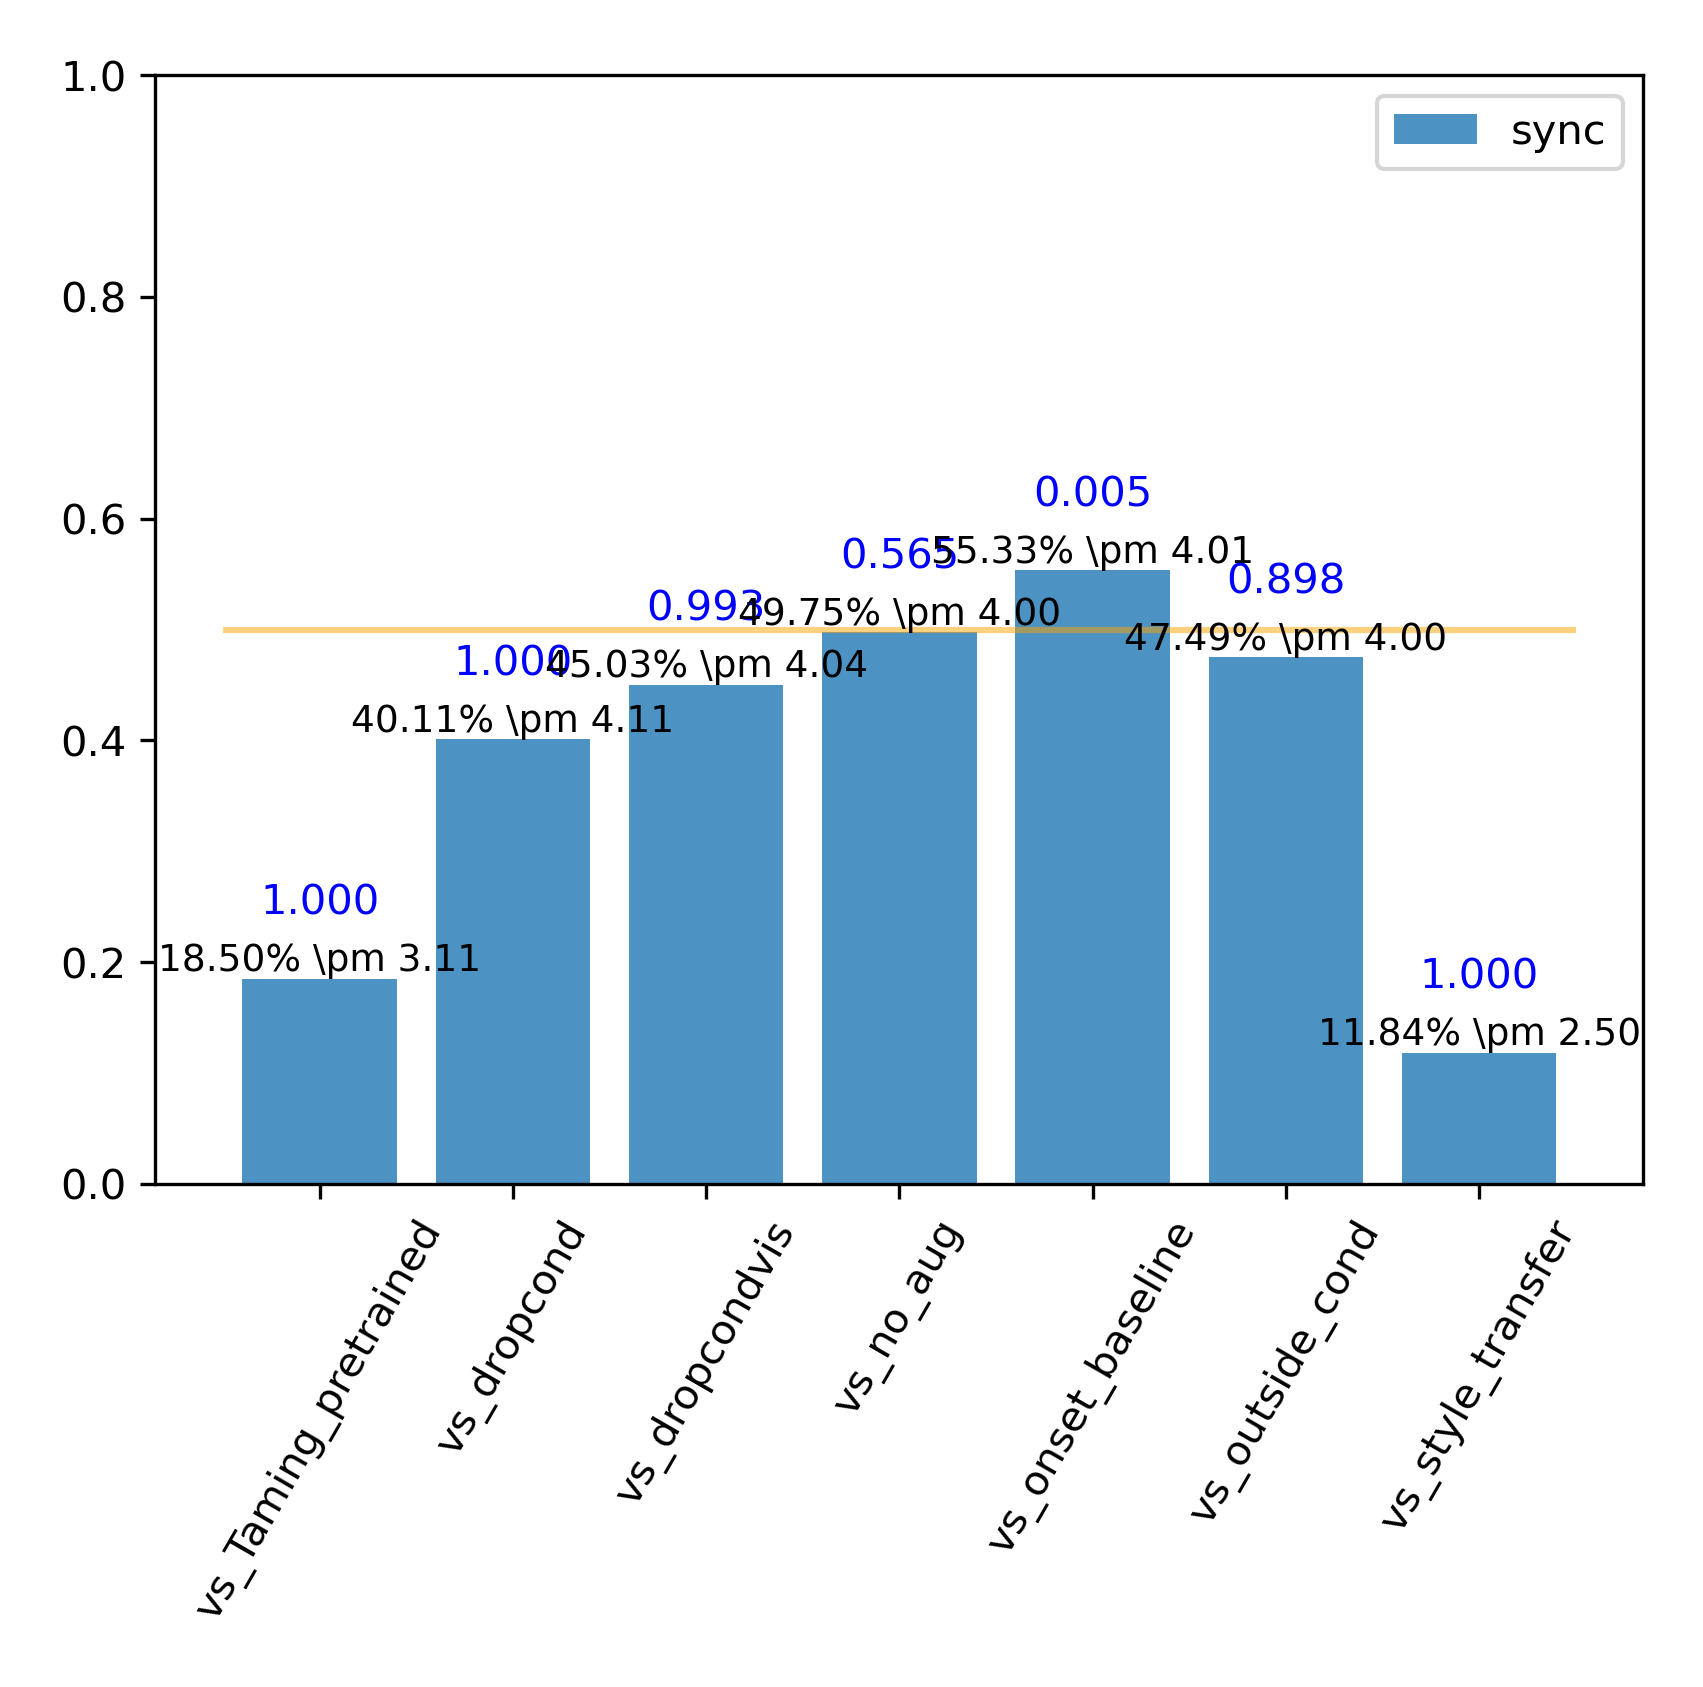 1.0
sync
0.8
0.6
0.4
0.2
0.0
1.000
18.50% \pm 3.11
1.000
40.11% \pm 4.11
0.993
45.03% \pm 4.04
0.565
49.75% \pm 4.00
0.005
55.33% \pm 4.01
0.898
47.49% \pm 4.00
1.000
11.84% \pm 2.50
vs_Taming_pretrained
vs_dropcond
vs_dropcondvis
vs_no_aug
vs_onset_baseline
vs_outside_cond
vs_style_transfer